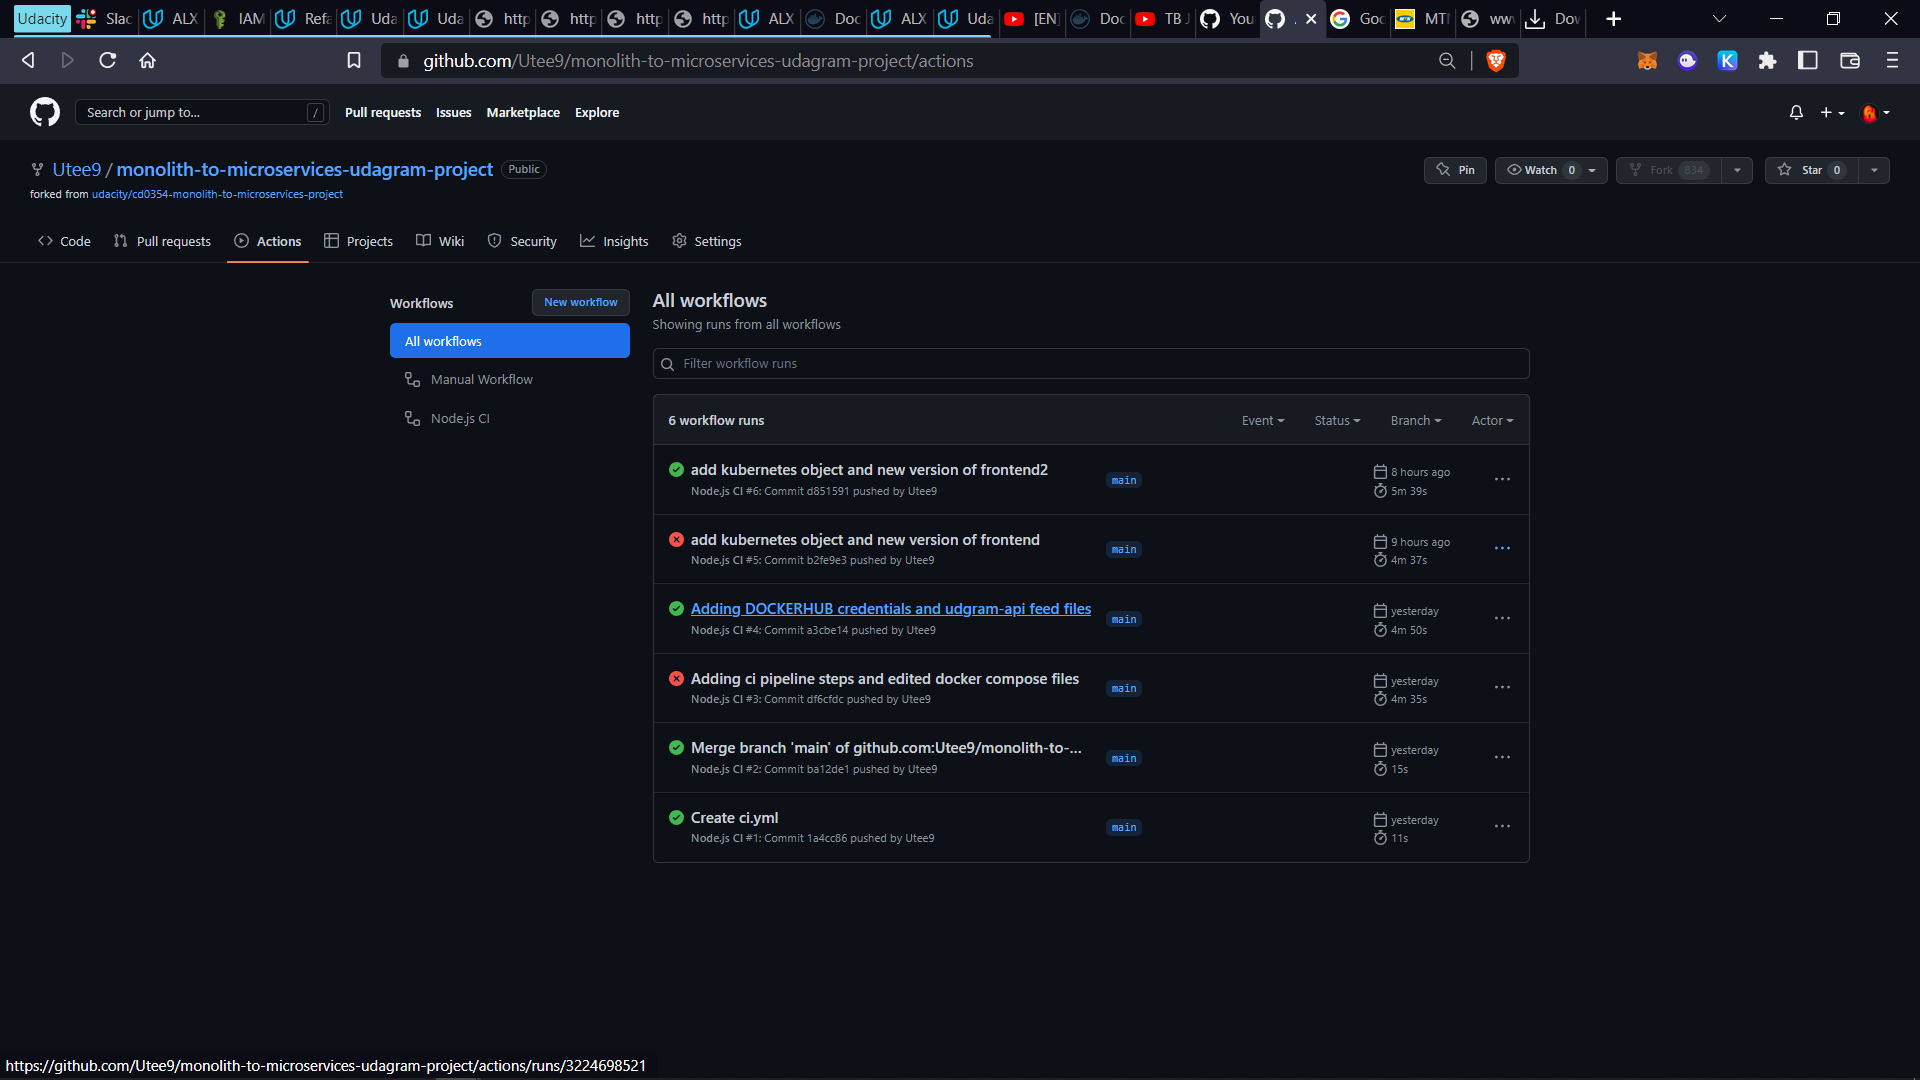 Udacity Slac ALX IAM Refa Uda Uda http http http http ALX Doc ALX Uda [EN] Doc TB J You Goo MTN www Dow
github.com/Utee9/monolith-to-microservices-udagram-project/actions
Search or jump to... / Pull requests Issues Marketplace Explore
Utee9 / monolith-to-microservices-udagram-project Public Pin Watch 0 Fork 834 Star 0
forked from udacity/cd0354-monolith-to-microservices-project
Code Pull requests Actions Projects Wiki Security Insights Settings
Workflows New workflow
All workflows
Manual Workflow
Node.js CI
All workflows
Showing runs from all workflows
Filter workflow runs
6 workflow runs Event Status Branch Actor
add kubernetes object and new version of frontend2 main 8 hours ago
Node.js CI #6: Commit d851591 pushed by Utee9 5m 39s
add kubernetes object and new version of frontend main 9 hours ago
Node.js CI #5: Commit b2fe9e3 pushed by Utee9 4m 37s
Adding DOCKERHUB credentials and udgram-api feed files main yesterday
Node.js CI #4: Commit a3cbe14 pushed by Utee9 4m 50s
Adding ci pipeline steps and edited docker compose files main yesterday
Node.js CI #3: Commit df6cfdc pushed by Utee9 4m 35s
Merge branch 'main' of github.com:Utee9/monolith-to-... main yesterday
Node.js CI #2: Commit ba12de1 pushed by Utee9 15s
Create ci.yml main yesterday
Node.js CI #1: Commit 1a4cc86 pushed by Utee9 11s
https://github.com/Utee9/monolith-to-microservices-udagram-project/actions/runs/3224698521